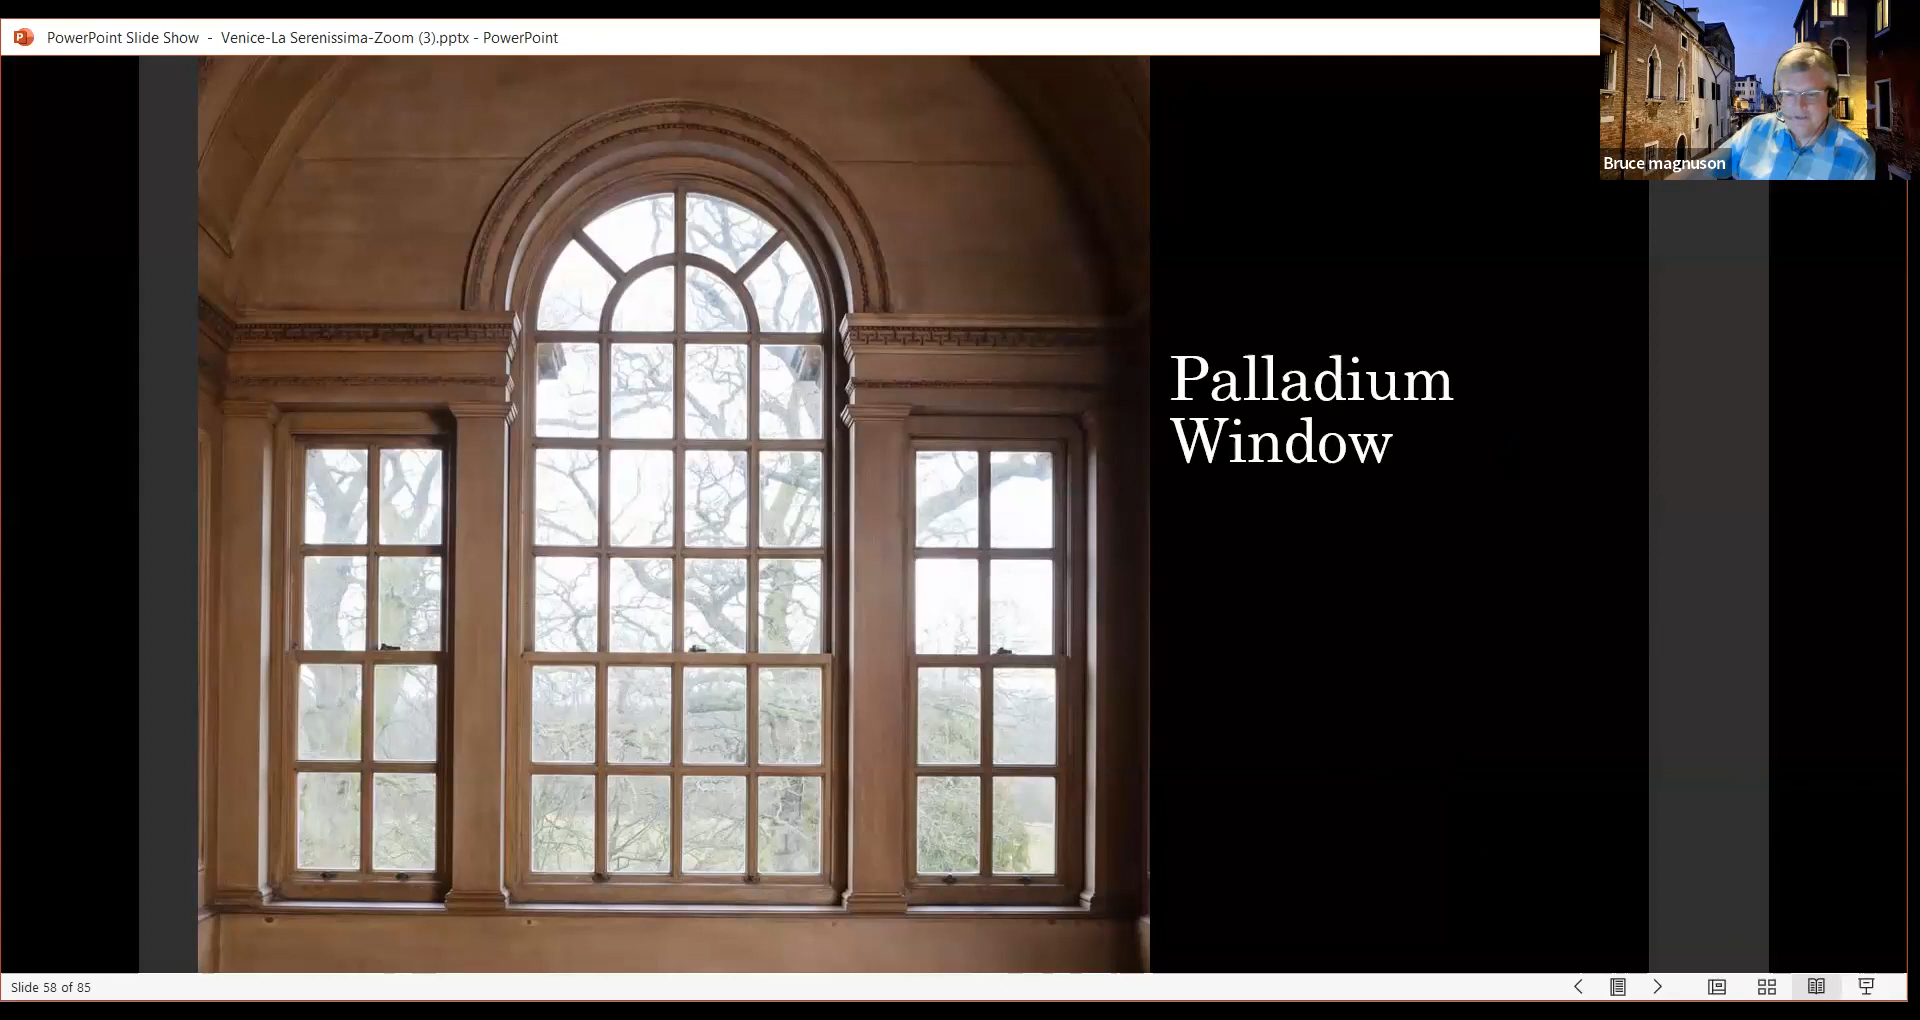 PowerPoint Slide Show - Venice-La Serenissima-Zoom (3).pptx - PowerPoint
Bruce magnuson
Palladium
Window
Slide 58 of 85